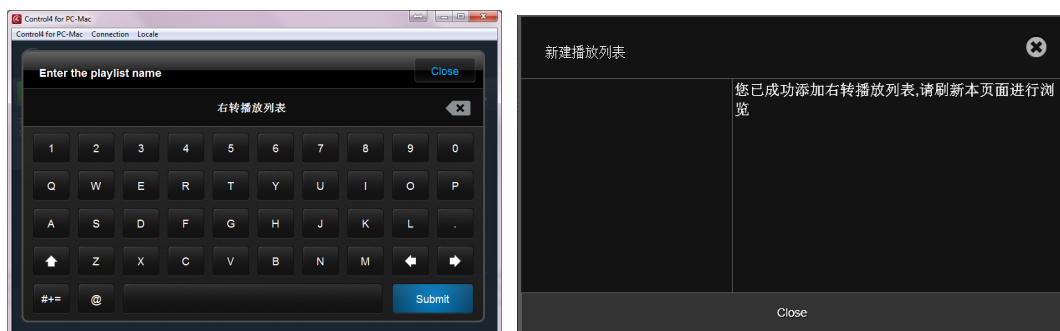 Control4 for PC-Mac
Control4 for PC-Mac Connection Locale
Enter the playlist name Close
右转播放列表
1 2 3 4 5 6 7 8 9 0
Q W E R T Y U I O P
A S D F G H J K L .
Z X C V B N M
#+= @ Submit
新建播放列表
您已成功添加右转播放列表,请刷新本页面进行浏
览
Close